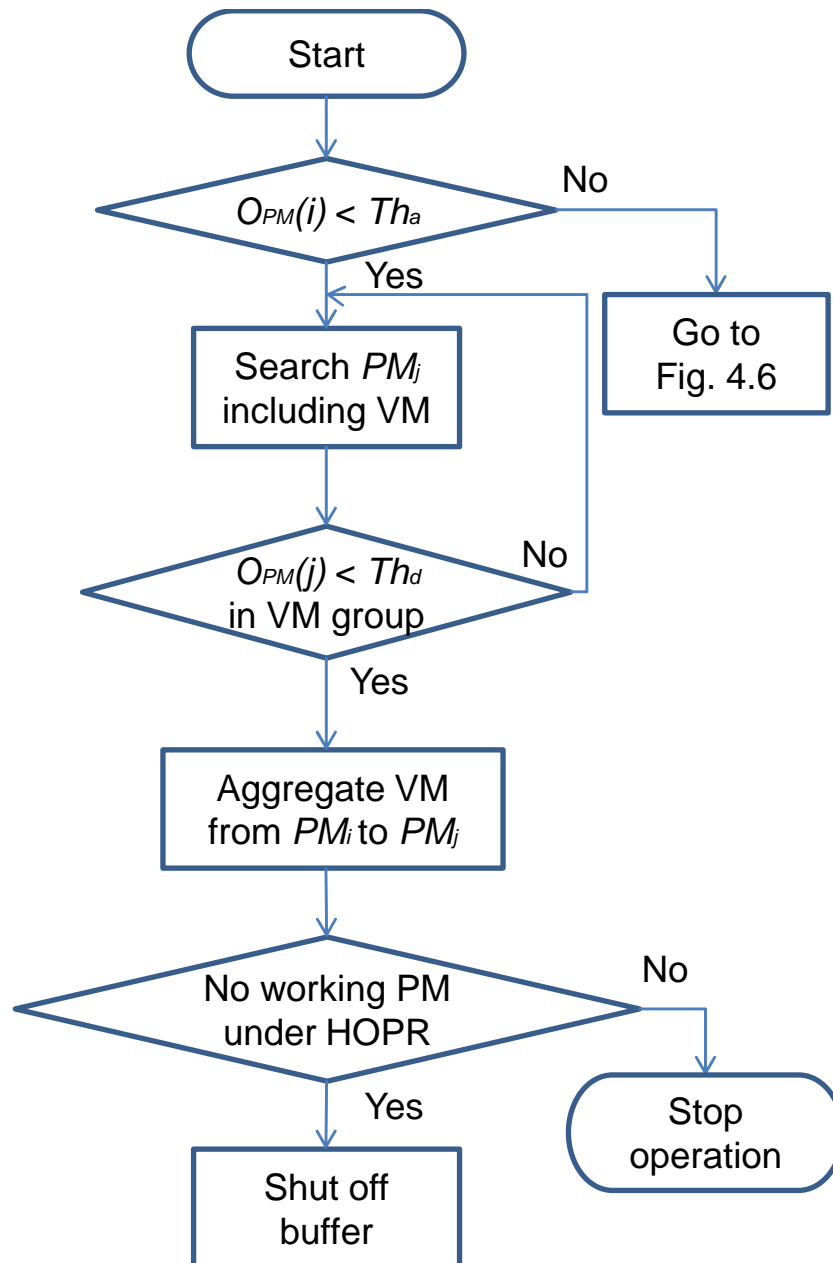 Start
OPM(i) < Tha
No
Yes
Go to
Fig. 4.6
Search PMj
including VM
OPM(j) < Thd
in VM group
No
Yes
Aggregate VM
from PMi to PMj
No working PM
under HOPR
No
Yes
Stop
operation
Shut off
buffer